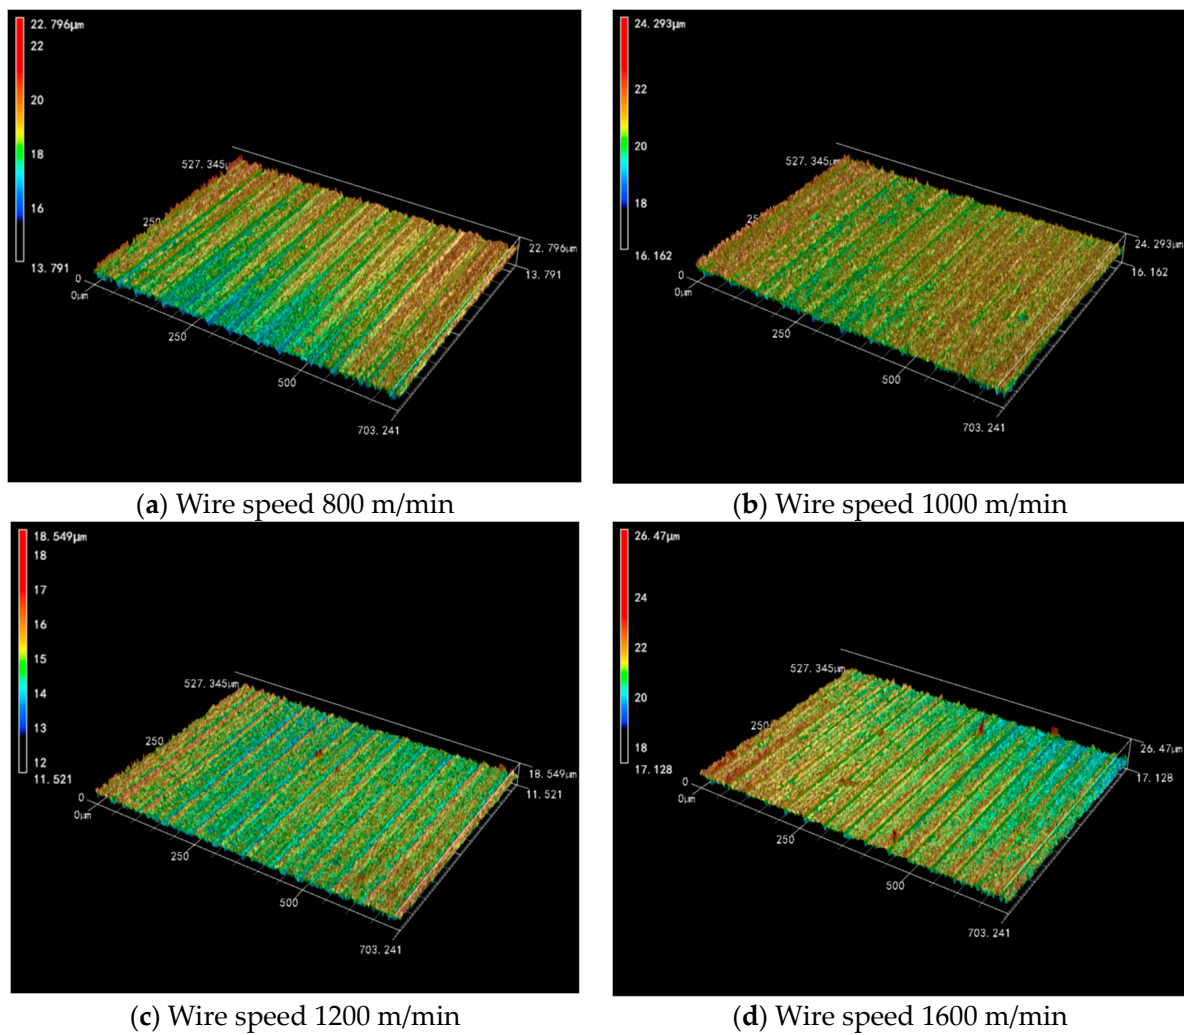 22.796μm
22
20
18
16
13.791
527.345μm
250
0
0μm
250
500
703.241
22.796μm
13.791
(a) Wire speed 800 m/min
24.293μm
22
20
18
16.162
527.345μm
250
0
0μm
250
500
703.241
24.293μm
16.162
(b) Wire speed 1000 m/min
18.549μm
18
17
16
15
14
13
12
11.521
527.345μm
250
0
0μm
250
500
703.241
18.549μm
11.521
(c) Wire speed 1200 m/min
26.47μm
24
22
20
18
17.128
527.345μm
250
0
0μm
250
500
703.241
26.47μm
17.128
(d) Wire speed 1600 m/min